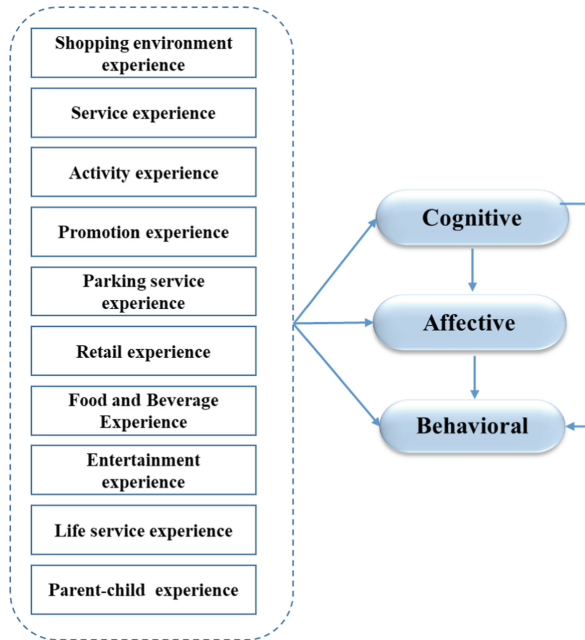 Shopping environment
experience
Service experience
Activity experience
Promotion experience
Parking service
experience
Retail experience
Food and Beverage
Experience
Entertainment
experience
Life service experience
Parent-child experience
Cognitive
Affective
Behavioral